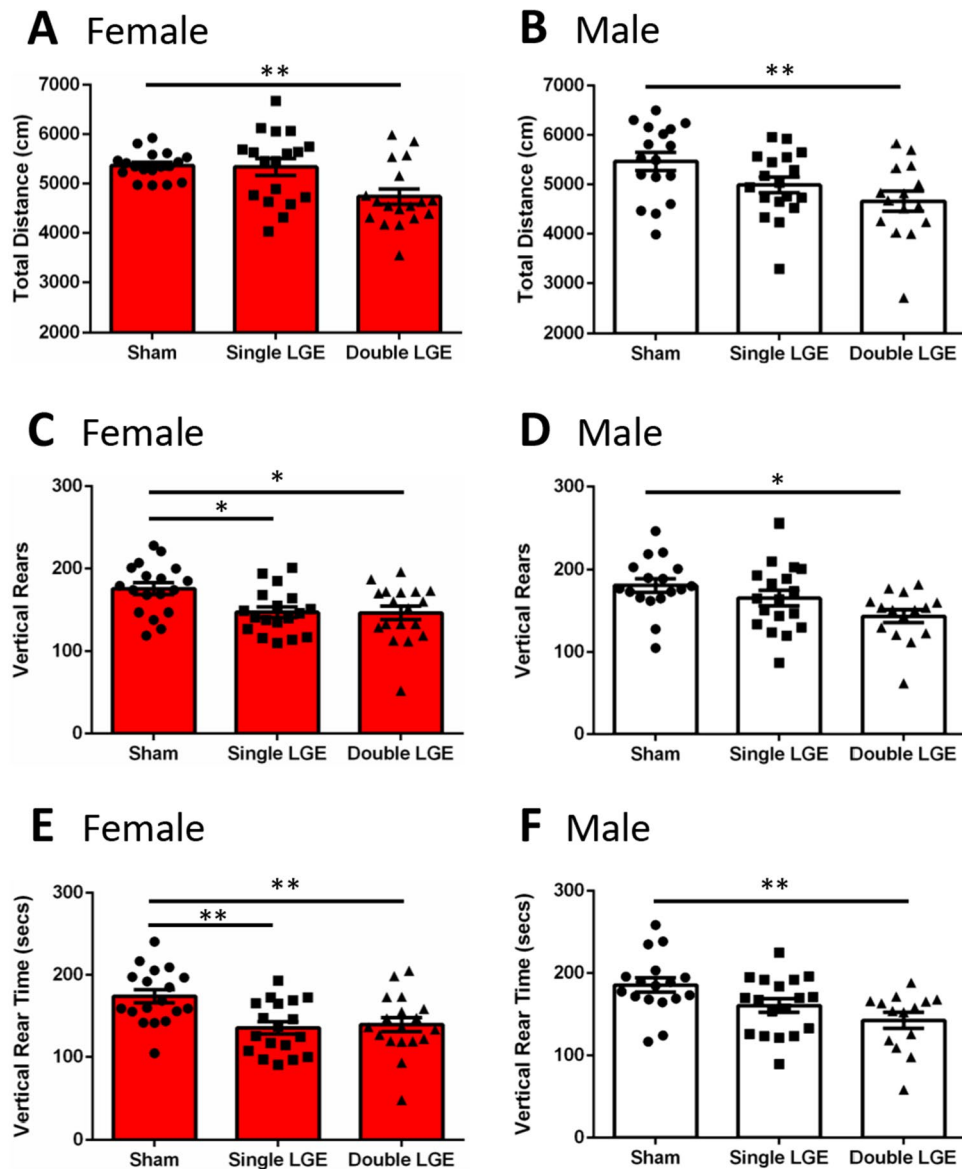 A Female
**
Total Distance (cm)
7000
6000
5000
4000
3000
2000
Sham Single LGE Double LGE
B Male
**
Total Distance (cm)
7000
6000
5000
4000
3000
2000
Sham Single LGE Double LGE
C Female
*
*
Vertical Rears
300
200
100
0
Sham Single LGE Double LGE
D Male
*
Vertical Rears
300
200
100
0
Sham Single LGE Double LGE
E Female
**
**
Vertical Rear Time (secs)
300
200
100
0
Sham Single LGE Double LGE
F Male
**
Vertical Rear Time (secs)
300
200
100
0
Sham Single LGE Double LGE